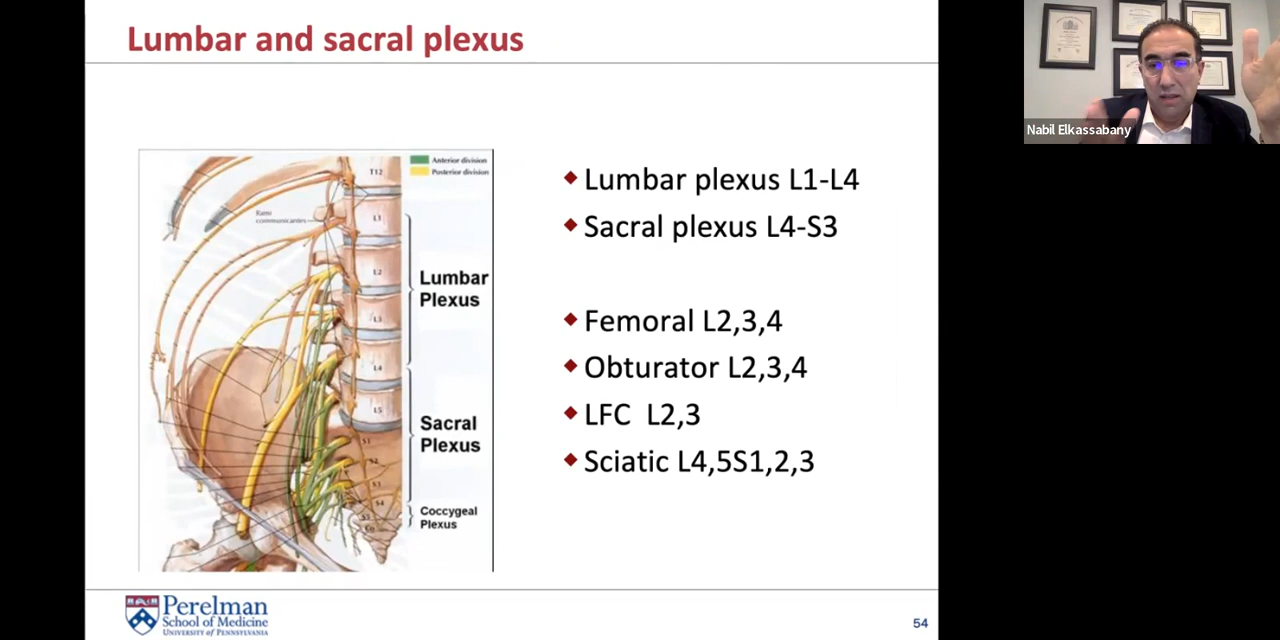 Lumbar and sacral plexus
Nabil Elkassabany
Anterior division
Posterior division
T12
Rami
communicantes
L1
L2
L3
L4
L5
S1
S2
S3
S4
S5
Co
Lumbar
Plexus
Sacral
Plexus
Coccygeal
Plexus
Lumbar plexus L1-L4
Sacral plexus L4-S3
Femoral L2,3,4
Obturator L2,3,4
LFC L2,3
Sciatic L4,5S1,2,3
Perelman
School of Medicine
UNIVERSITY of PENNSYLVANIA
54